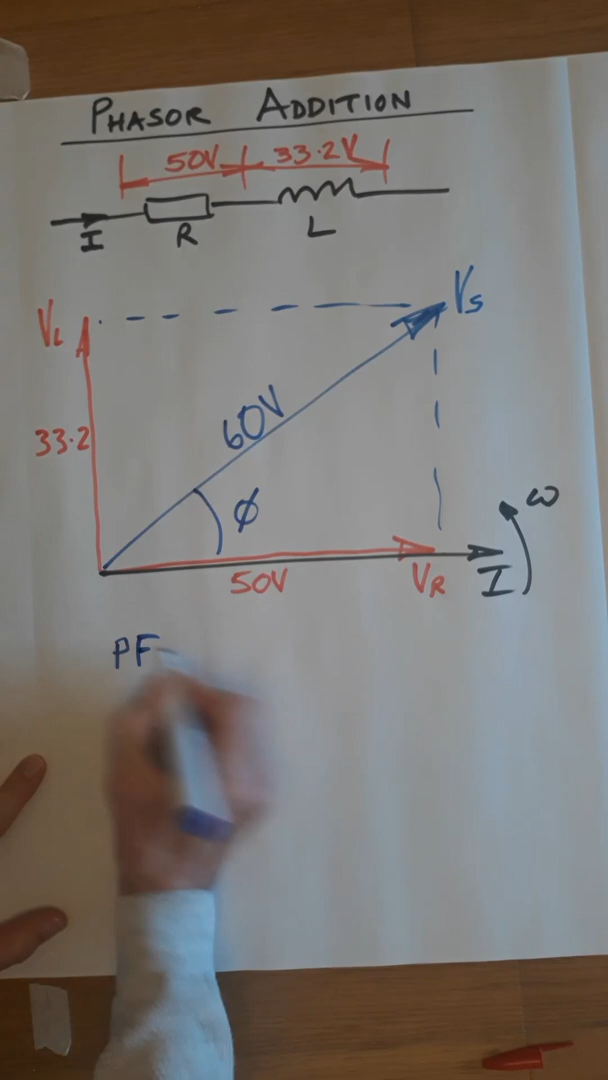 PHASOR ADDITION
50V 33.2V
I R L
VL VS
60V
33.2
ϕ
ω
50V VR I
PF